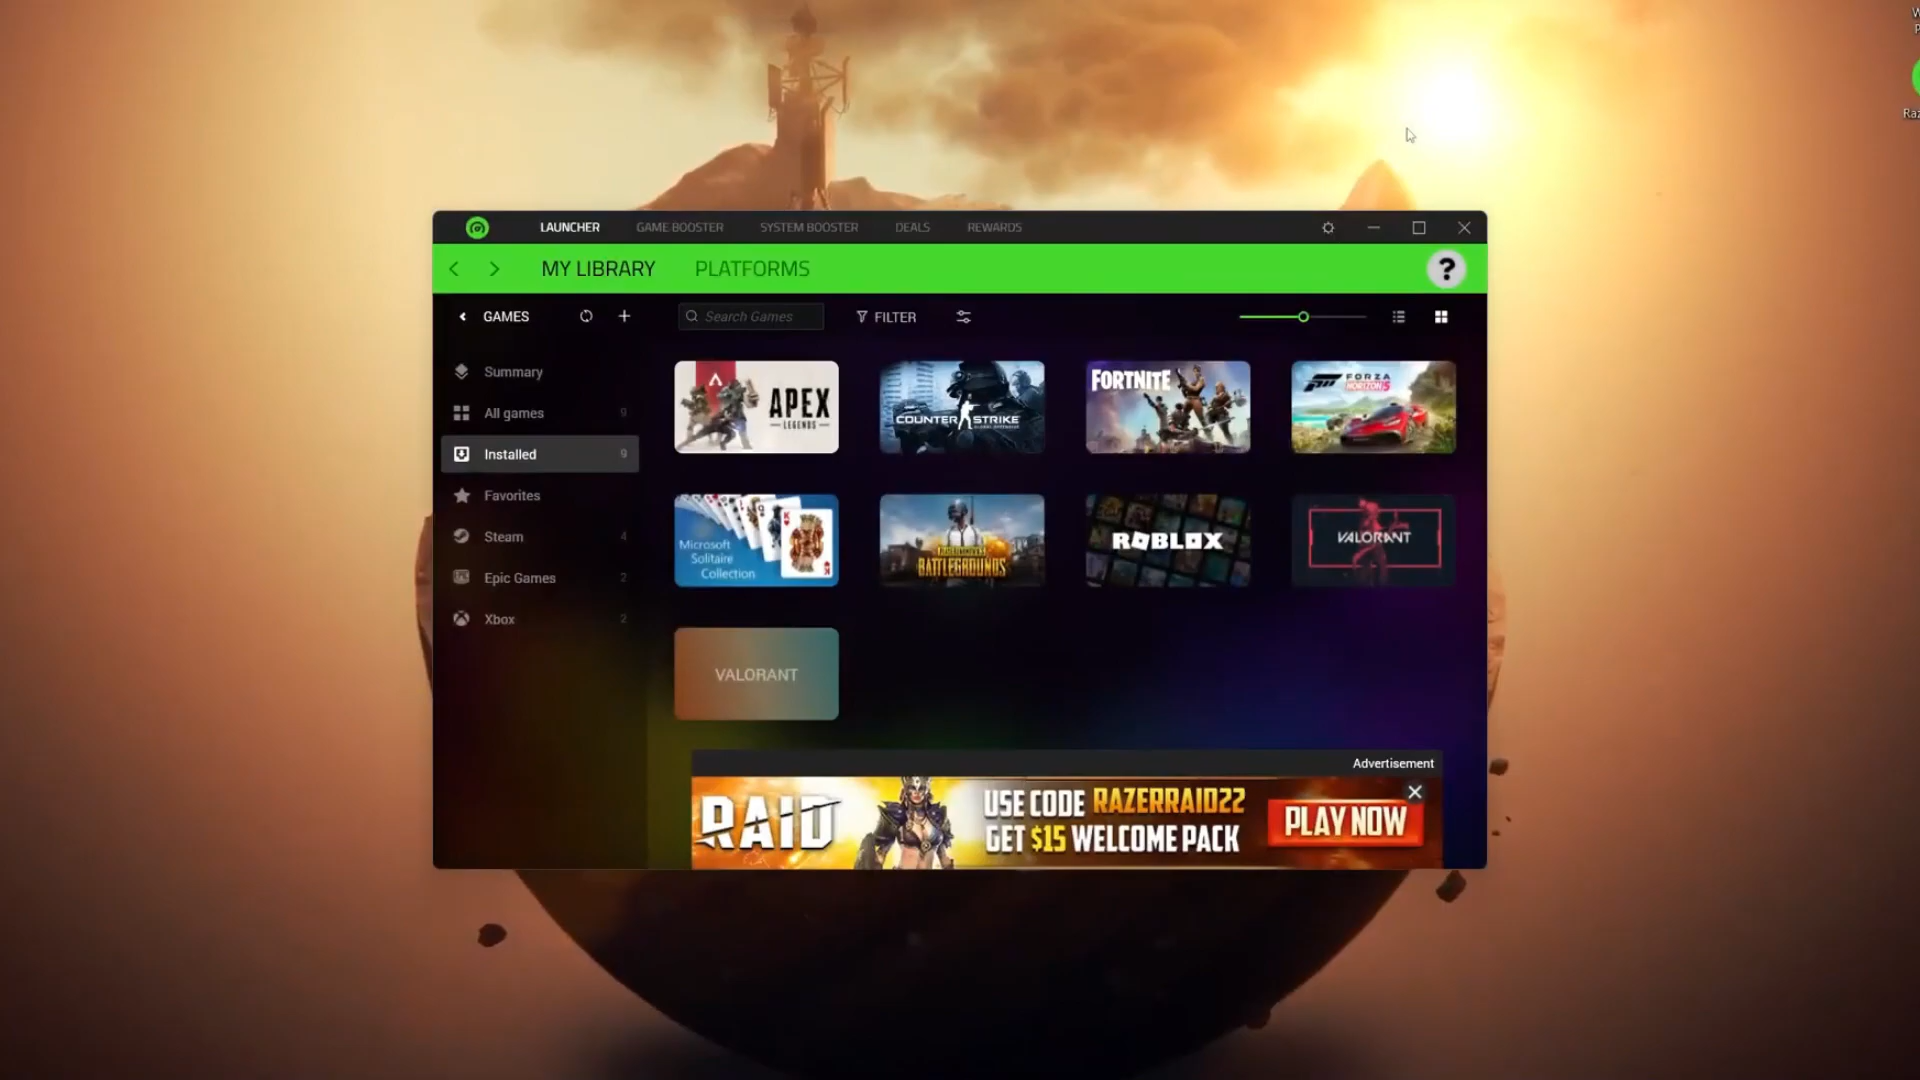 LAUNCHER GAME BOOSTER SYSTEM BOOSTER DEALS REWARDS
MY LIBRARY PLATFORMS ?
GAMES Search Games FILTER
Summary
All games 9
Installed 9
Favorites
Steam 4
Epic Games 2
Xbox 2
APEX
LEGENDS
COUNTER STRIKE
FORTNITE
FORZA
HORIZON 5
Microsoft
Solitaire
Collection
BATTLEGROUNDS
ROBLOX
VALORANT
VALORANT
Advertisement
RAID
USE CODE RAZERRAID22
GET $15 WELCOME PACK
PLAY NOW